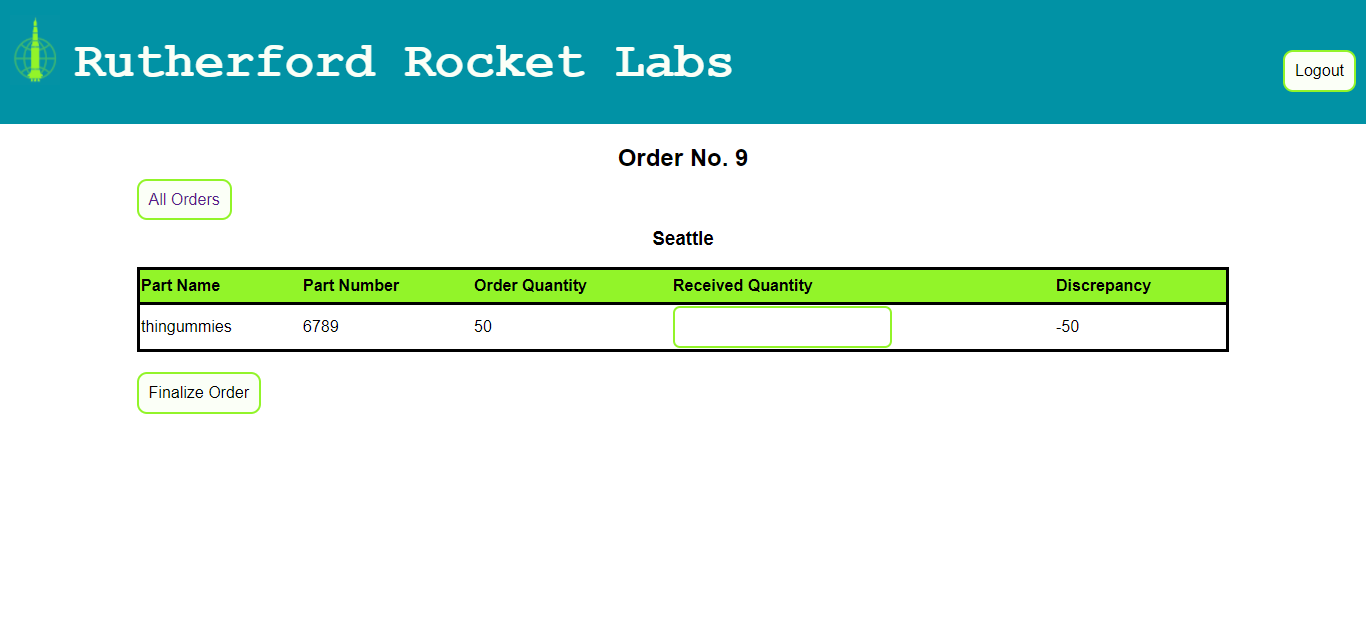 Rutherford Rocket Labs
Logout
Order No. 9
All Orders
Seattle
Part Name Part Number Order Quantity Received Quantity Discrepancy
thingummies 6789 50 -50
Finalize Order